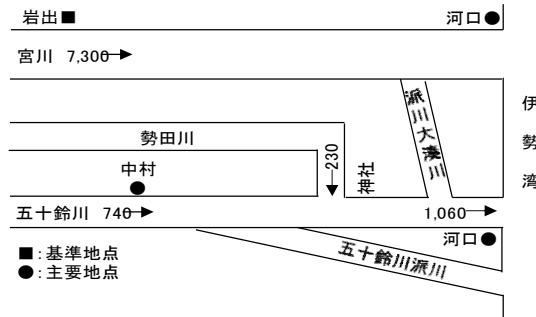 岩出■
河口●
宮川 7,300→
派川大湊川
伊勢湾
勢田川
230
神社
中村
●
五十鈴川 740→
1,060→
河口●
五十鈴川派川
■:基準地点
●:主要地点